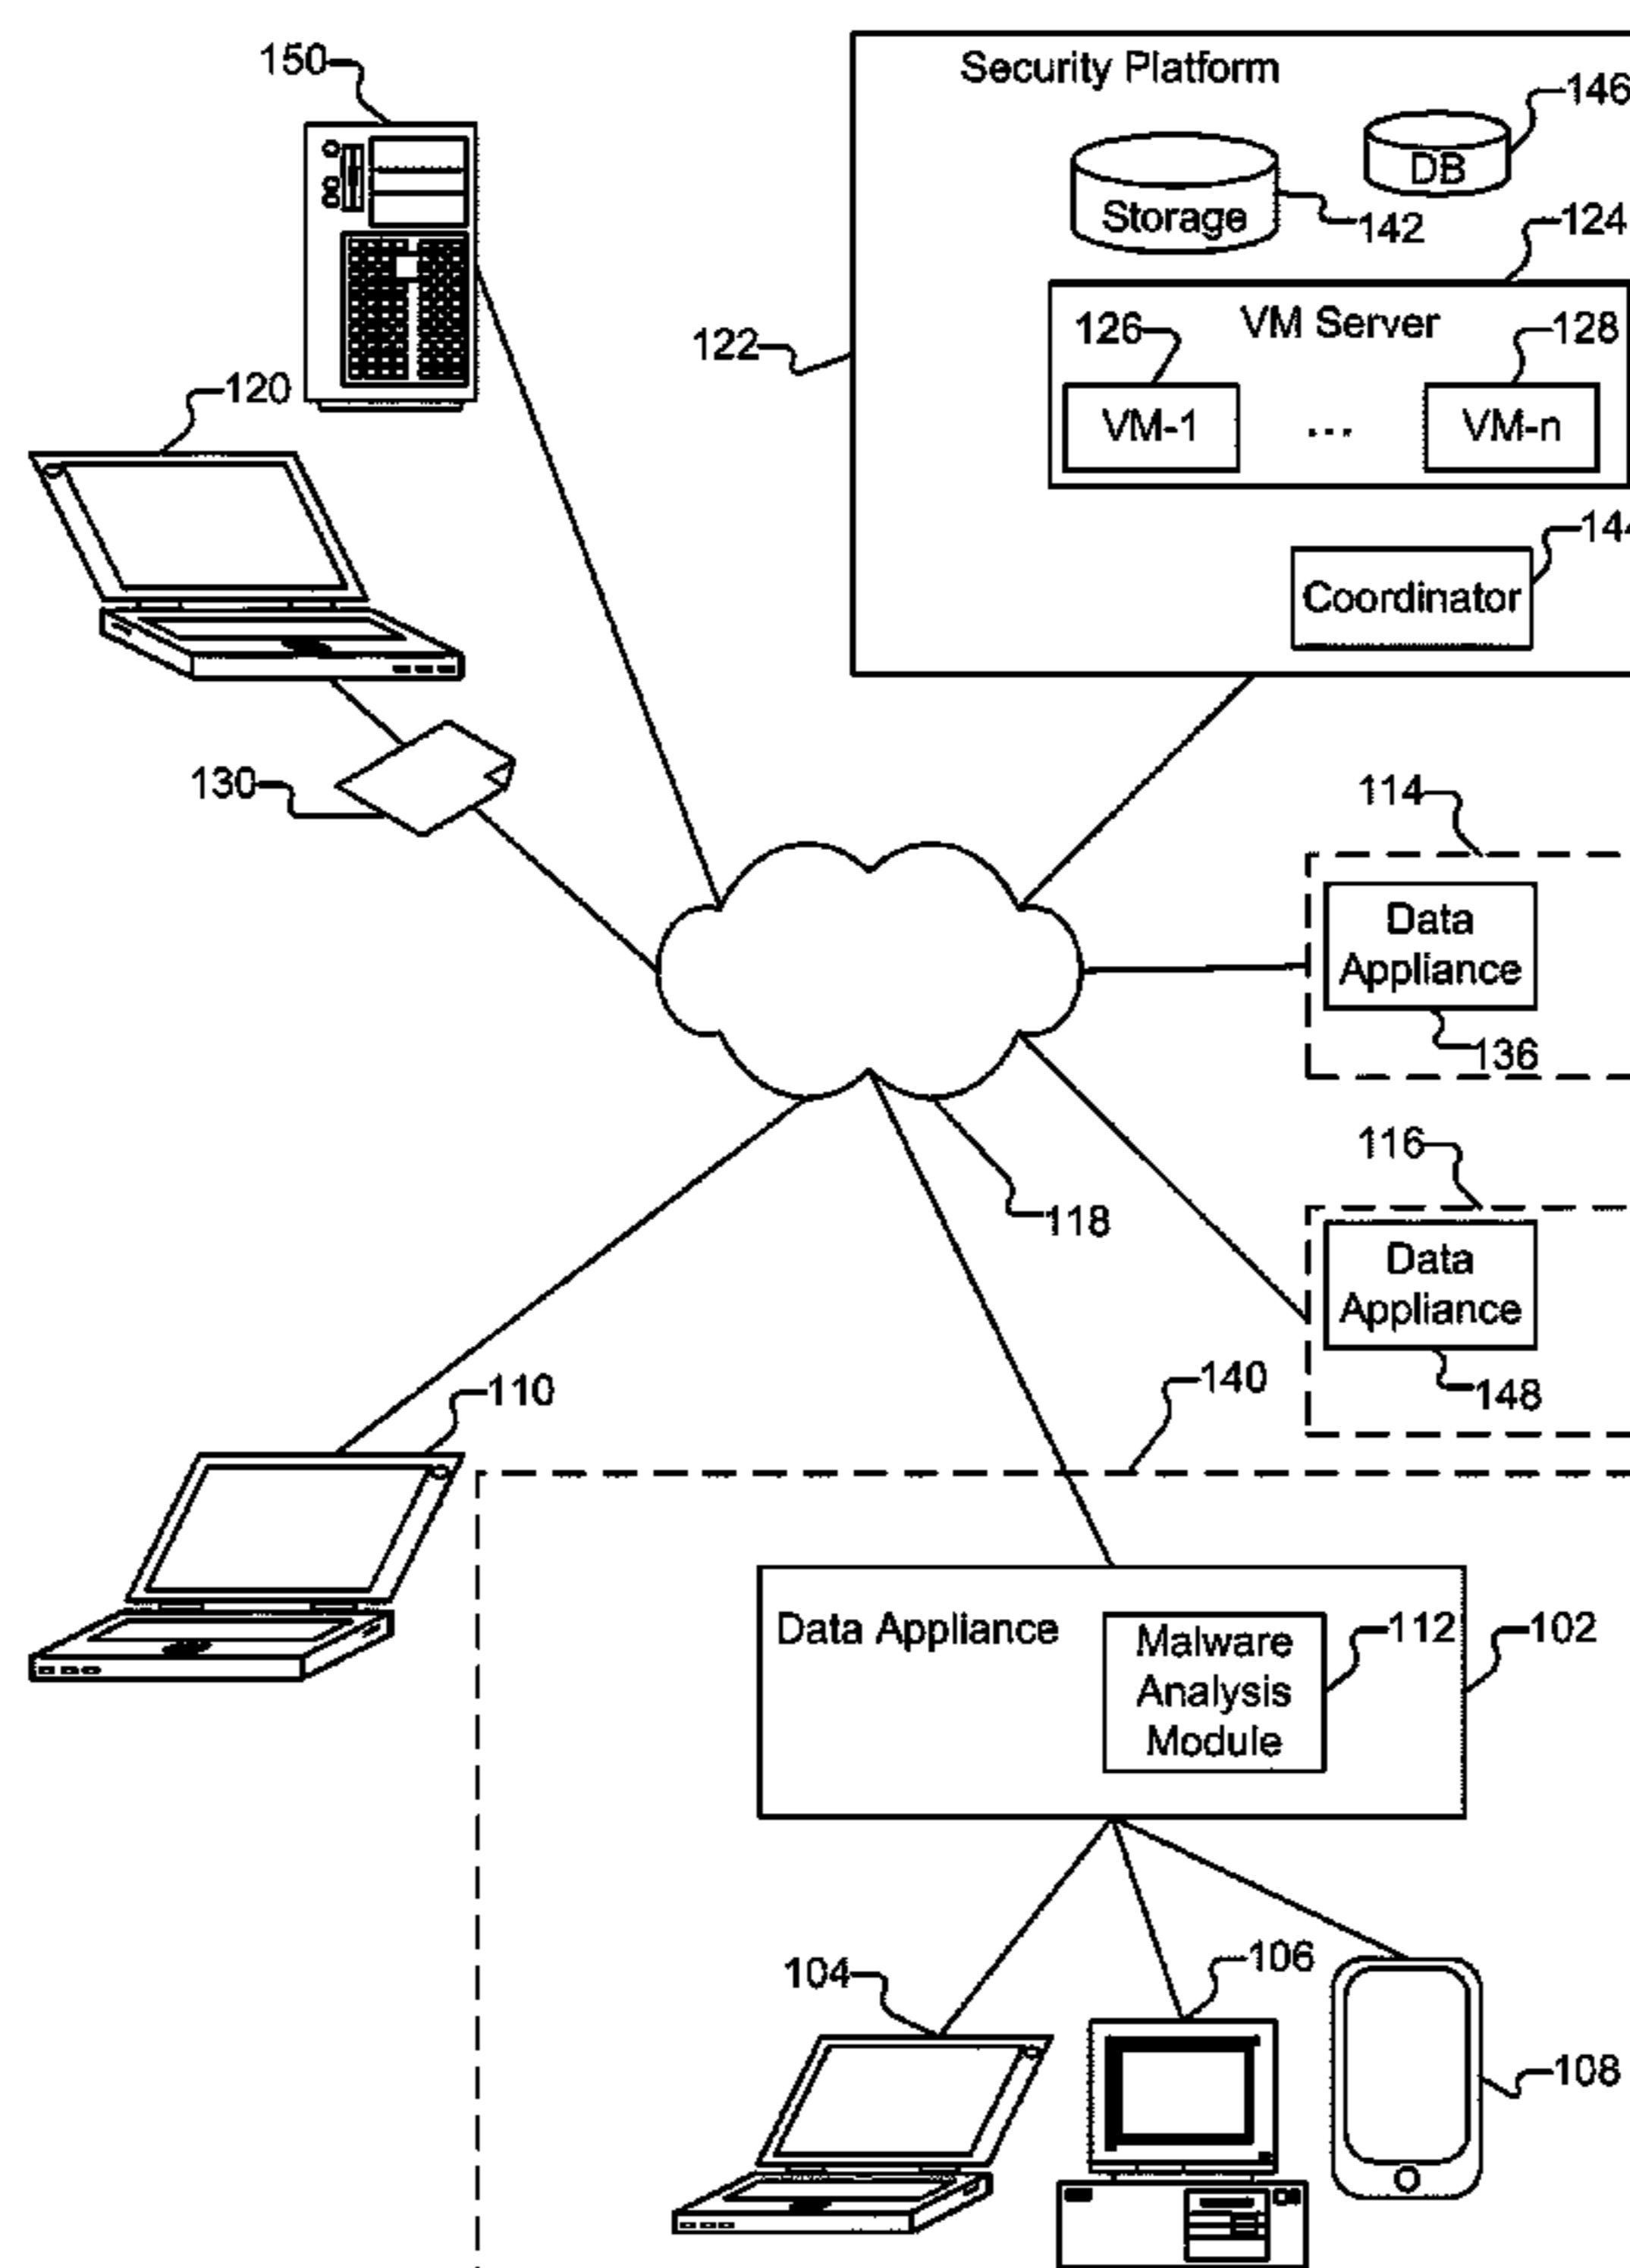 150
Security Platform
146
DB
Storage
142
124
120
122
126
VM Server
128
VM-1
...
VM-n
144
Coordinator
130
114
Data
Appliance
136
116
118
Data
Appliance
148
110
140
Data Appliance
Malware
Analysis
Module
112
102
104
106
108